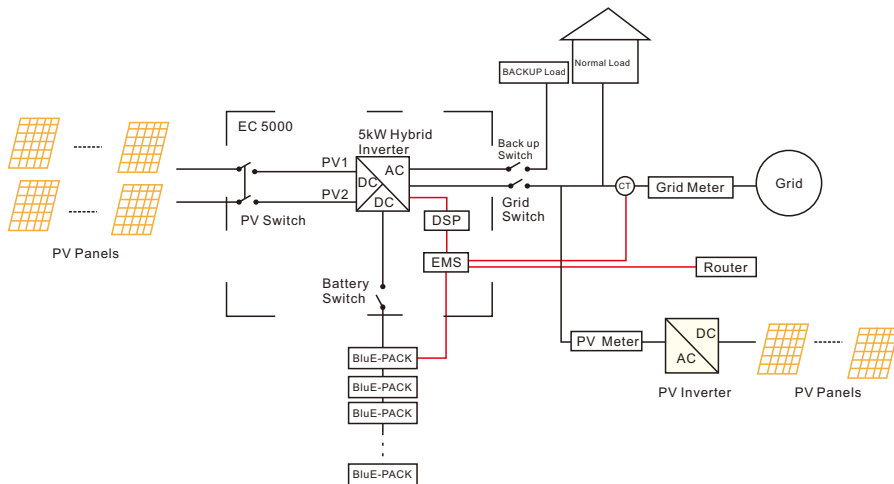 BACKUP Load
Normal Load
EC 5000
5kW Hybrid
Inverter
Back up
Switch
PV1
AC
DC
PV2
DC
CT
Grid Meter
Grid
PV Switch
DSP
Grid
Switch
PV Panels
EMS
Router
Battery
Switch
BluE-PACK
PV Meter
DC
AC
BluE-PACK
PV Inverter
PV Panels
BluE-PACK
BluE-PACK